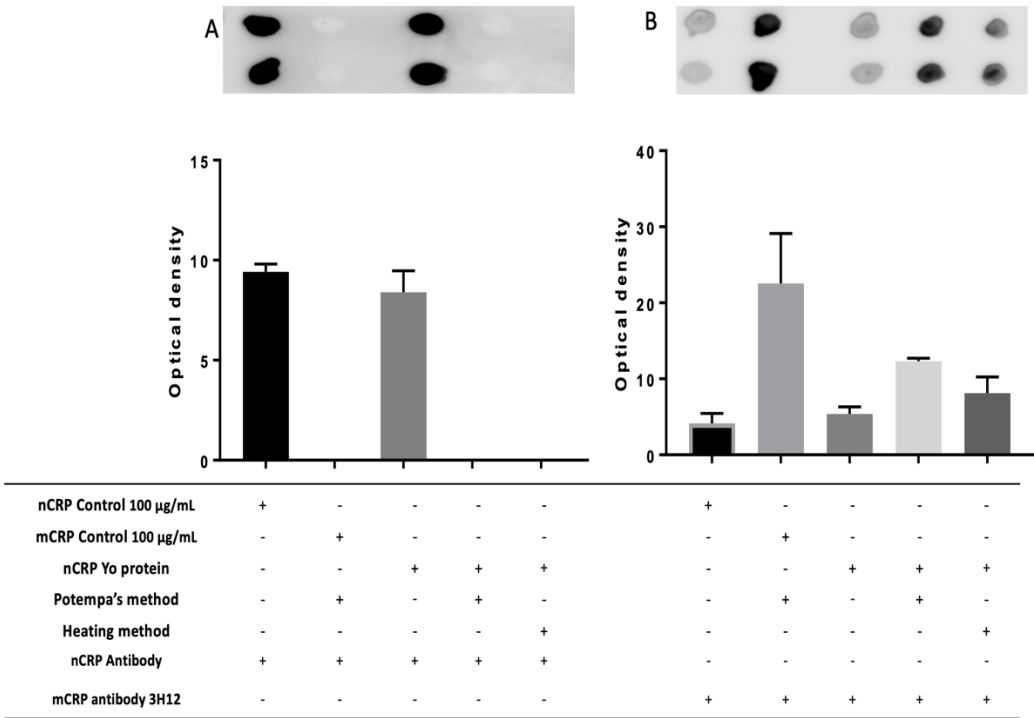 A
B
15
10
5
0
Optical density
40
30
20
10
0
Optical density
nCRP Control 100 µg/mL + - - - - + - - - -
mCRP Control 100 µg/mL - + - - - - + - - -
nCRP Yo protein - - + + + - - + + +
Potempa's method - + - + - - + - + -
Heating method - - - - + - - - - +
nCRP Antibody + + + + + - - - - -
mCRP antibody 3H12 - - - - - + + + + +